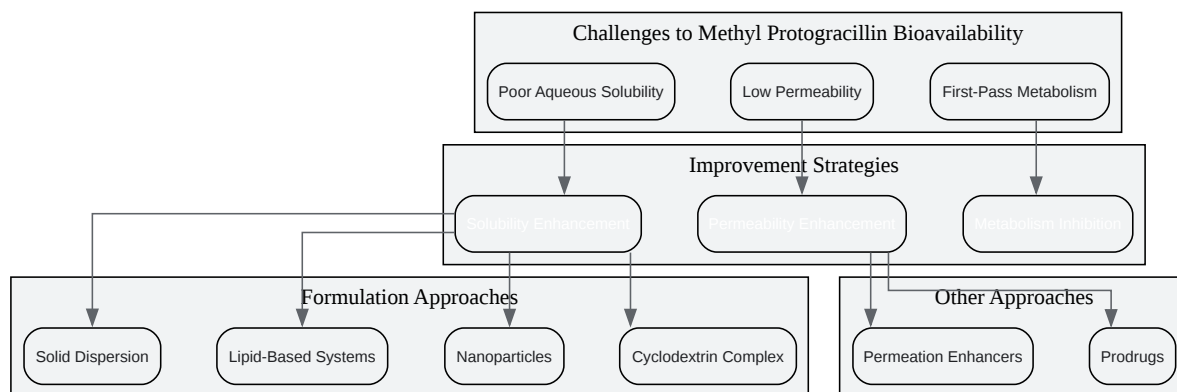 Challenges to Methyl Protogracillin Bioavailability
Poor Aqueous Solubility
Low Permeability
First-Pass Metabolism
Improvement Strategies
Solubility Enhancement
Permeability Enhancement
Metabolism Inhibition
Formulation Approaches
Other Approaches
Solid Dispersion
Lipid-Based Systems
Nanoparticles
Cyclodextrin Complex
Permeation Enhancers
Prodrugs